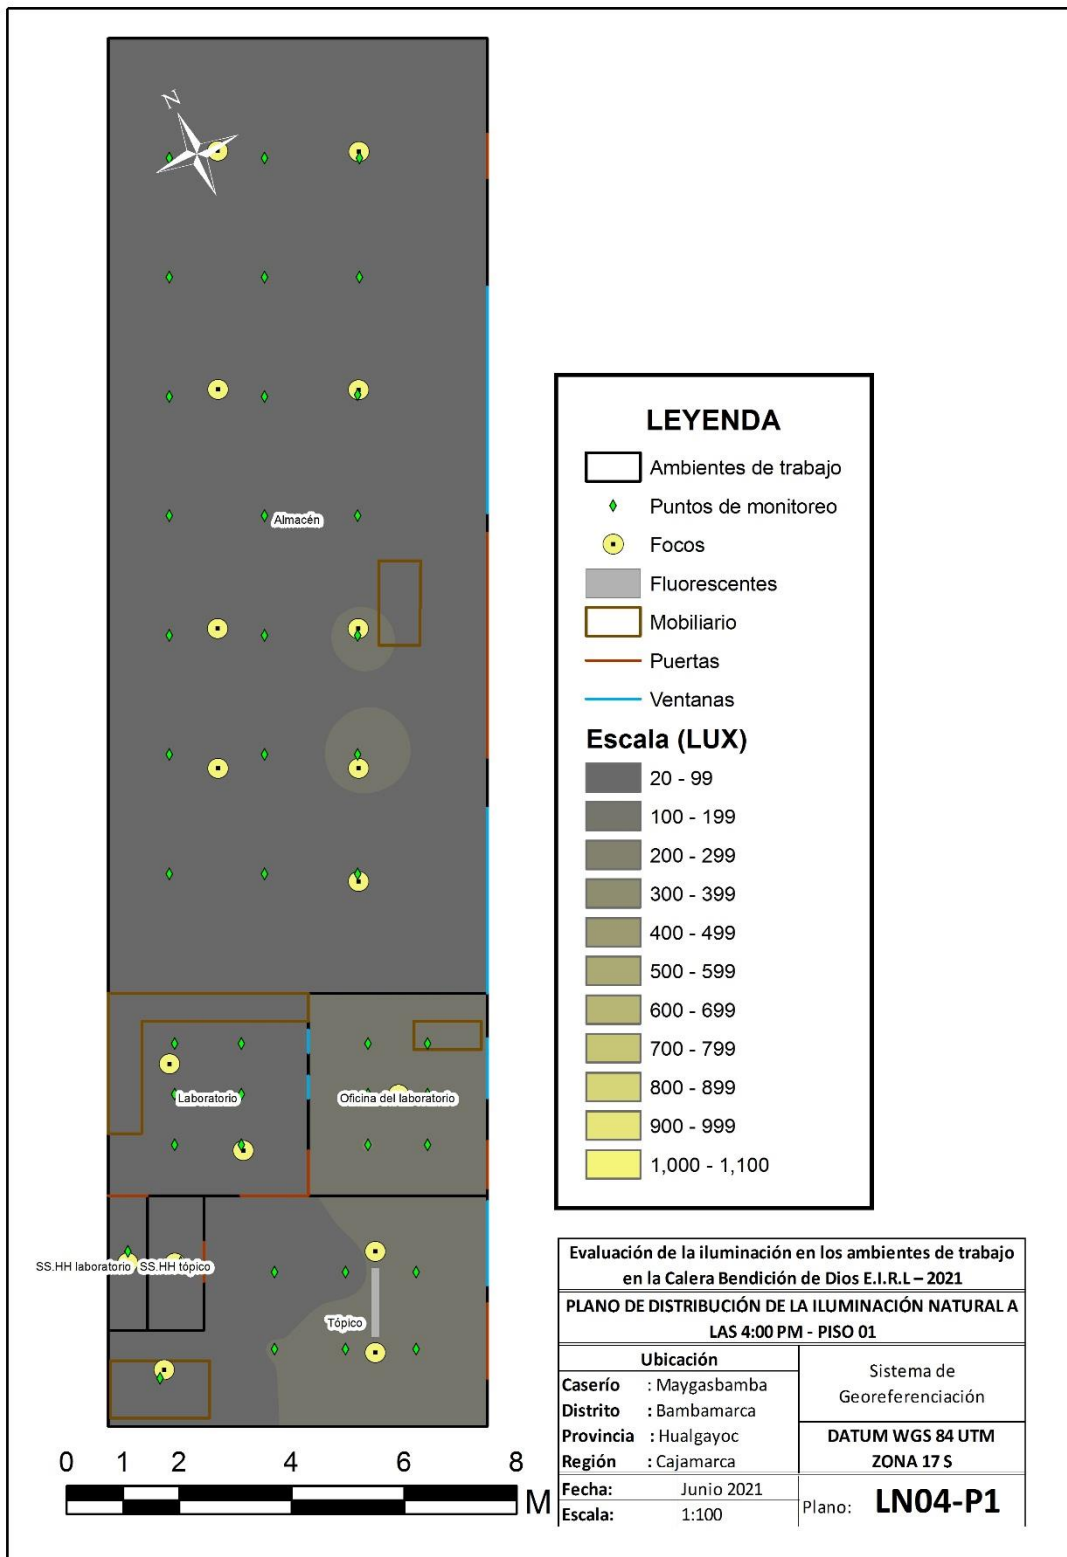 N
Almacén
Laboratorio
Oficina del laboratorio
SS.HH laboratorio
SS.HH tópico
Tópico
0 1 2 4 6 8
M
LEYENDA
Ambientes de trabajo
Puntos de monitoreo
Focos
Fluorescentes
Mobiliario
Puertas
Ventanas
Escala (LUX)
20 - 99
100 - 199
200 - 299
300 - 399
400 - 499
500 - 599
600 - 699
700 - 799
800 - 899
900 - 999
1,000 - 1,100
Evaluación de la iluminación en los ambientes de trabajo
en la Calera Bendición de Dios E.I.R.L – 2021
PLANO DE DISTRIBUCIÓN DE LA ILUMINACIÓN NATURAL A
LAS 4:00 PM - PISO 01
Ubicación
Caserío : Maygasbamba
Distrito : Bambamarca
Provincia : Hualgayoc
Región : Cajamarca
Sistema de
Georeferenciación
DATUM WGS 84 UTM
ZONA 17 S
Fecha: Junio 2021
Escala: 1:100
Plano: LN04-P1